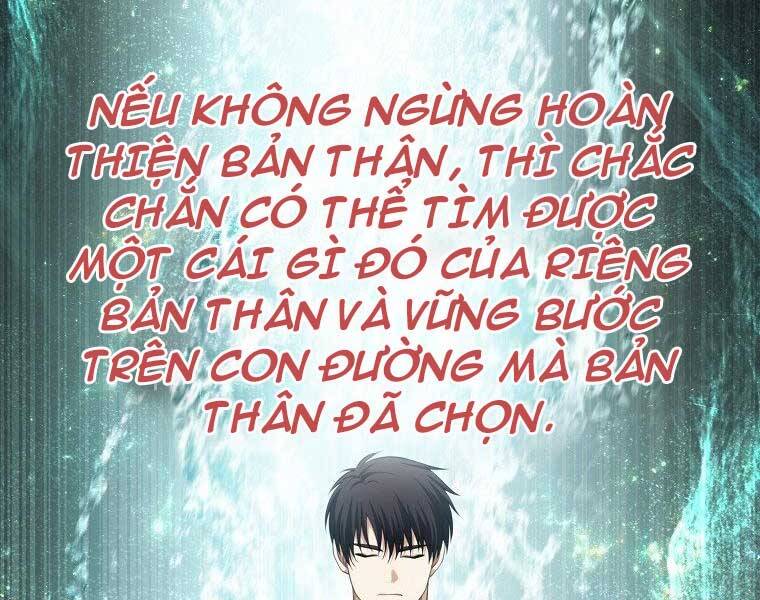 NẾU KHÔNG NGỪNG HOÀN
THIỆN BẢN THÂN, THÌ CHẮC
CHẮN CÓ THỂ TÌM ĐƯỢC
MỘT CÁI GÌ ĐÓ CỦA RIÊNG
BẢN THÂN VÀ VỮNG BƯỚC
TRÊN CON ĐƯỜNG MÀ BẢN
THÂN ĐÃ CHỌN.